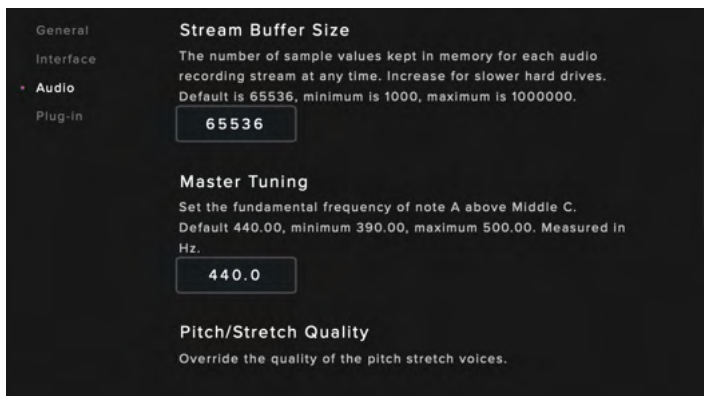 General
Interface
Audio
Plug-In
Stream Buffer Size
The number of sample values kept in memory for each audio
recording stream at any time. Increase for slower hard drives.
Default is 65536, minimum is 1000, maximum is 1000000.
65536
Master Tuning
Set the fundamental frequency of note A above Middle C.
Default 440.00, minimum 390.00, maximum 500.00. Measured in
Hz.
440.0
Pitch/Stretch Quality
Override the quality of the pitch stretch voices.